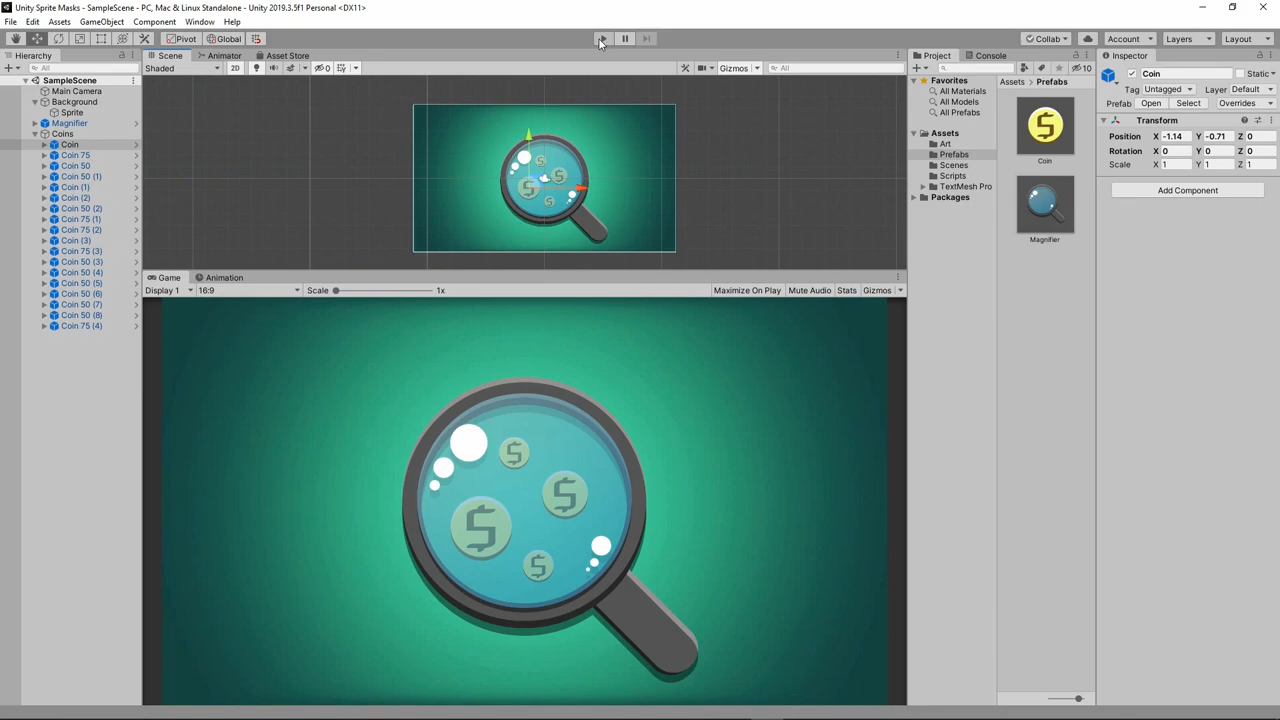 Unity Sprite Masks - SampleScene - PC, Mac & Linux Standalone - Unity 2019.3.5f1 Personal <DX11>
File Edit Assets GameObject Component Window Help
Pivot Global Collab Account Layers Layout
Hierarchy
All
SampleScene
Main Camera
Background
Sprite
Magnifier
Coins
Coin
Coin 75
Coin 50
Coin 50 (1)
Coin (1)
Coin (2)
Coin 50 (2)
Coin 75 (1)
Coin 75 (2)
Coin (3)
Coin 75 (3)
Coin 50 (3)
Coin 50 (4)
Coin 50 (5)
Coin 50 (6)
Coin 50 (7)
Coin 50 (8)
Coin 75 (4)
Scene Animator Asset Store
Shaded 2D 0 Gizmos All
Game Animation
Display 1 16:9 Scale 1x Maximize On Play Mute Audio Stats Gizmos
Project Console
10
Favorites
All Materials
All Models
All Prefabs
Assets
Art
Prefabs
Scenes
Scripts
TextMesh Pro
Packages
Assets > Prefabs
Coin
Magnifier
Inspector
Coin Static
Tag Untagged Layer Default
Prefab Open Select Overrides
Transform
Position X -1.14 Y -0.71 Z 0
Rotation X 0 Y 0 Z 0
Scale X 1 Y 1 Z 1
Add Component